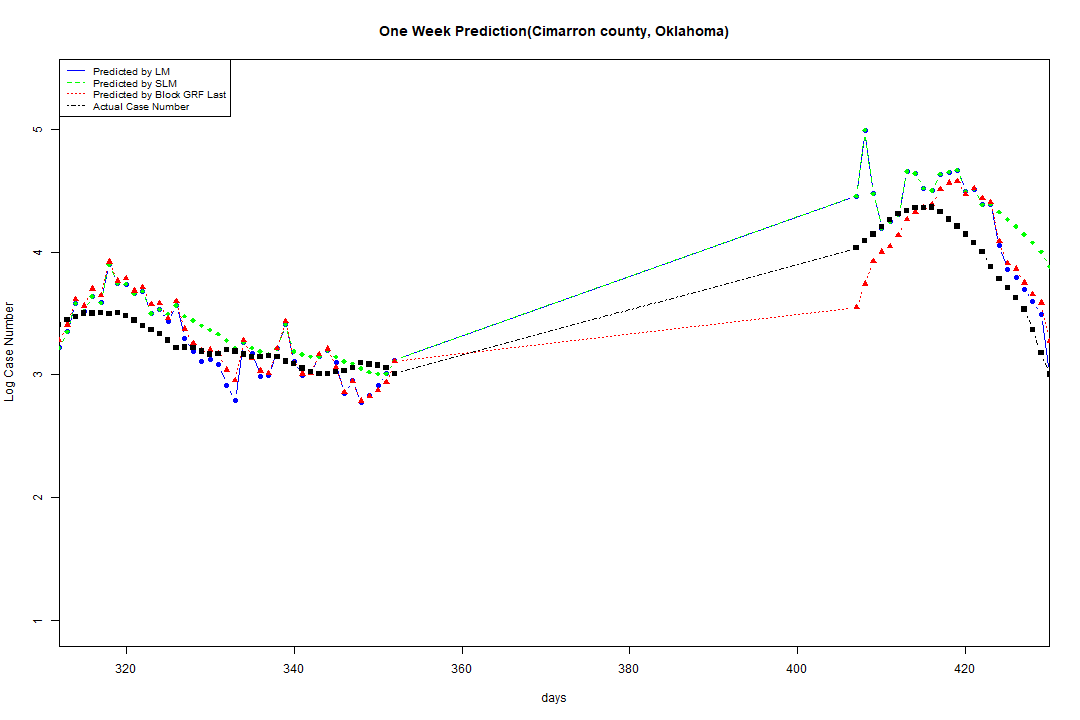 One Week Prediction(Cimarron county, Oklahoma)
Predicted by LM
Predicted by SLM
Predicted by Block GRF Last
Actual Case Number
5
4
3
2
1
Log Case Number
320 340 360 380 400 420
days